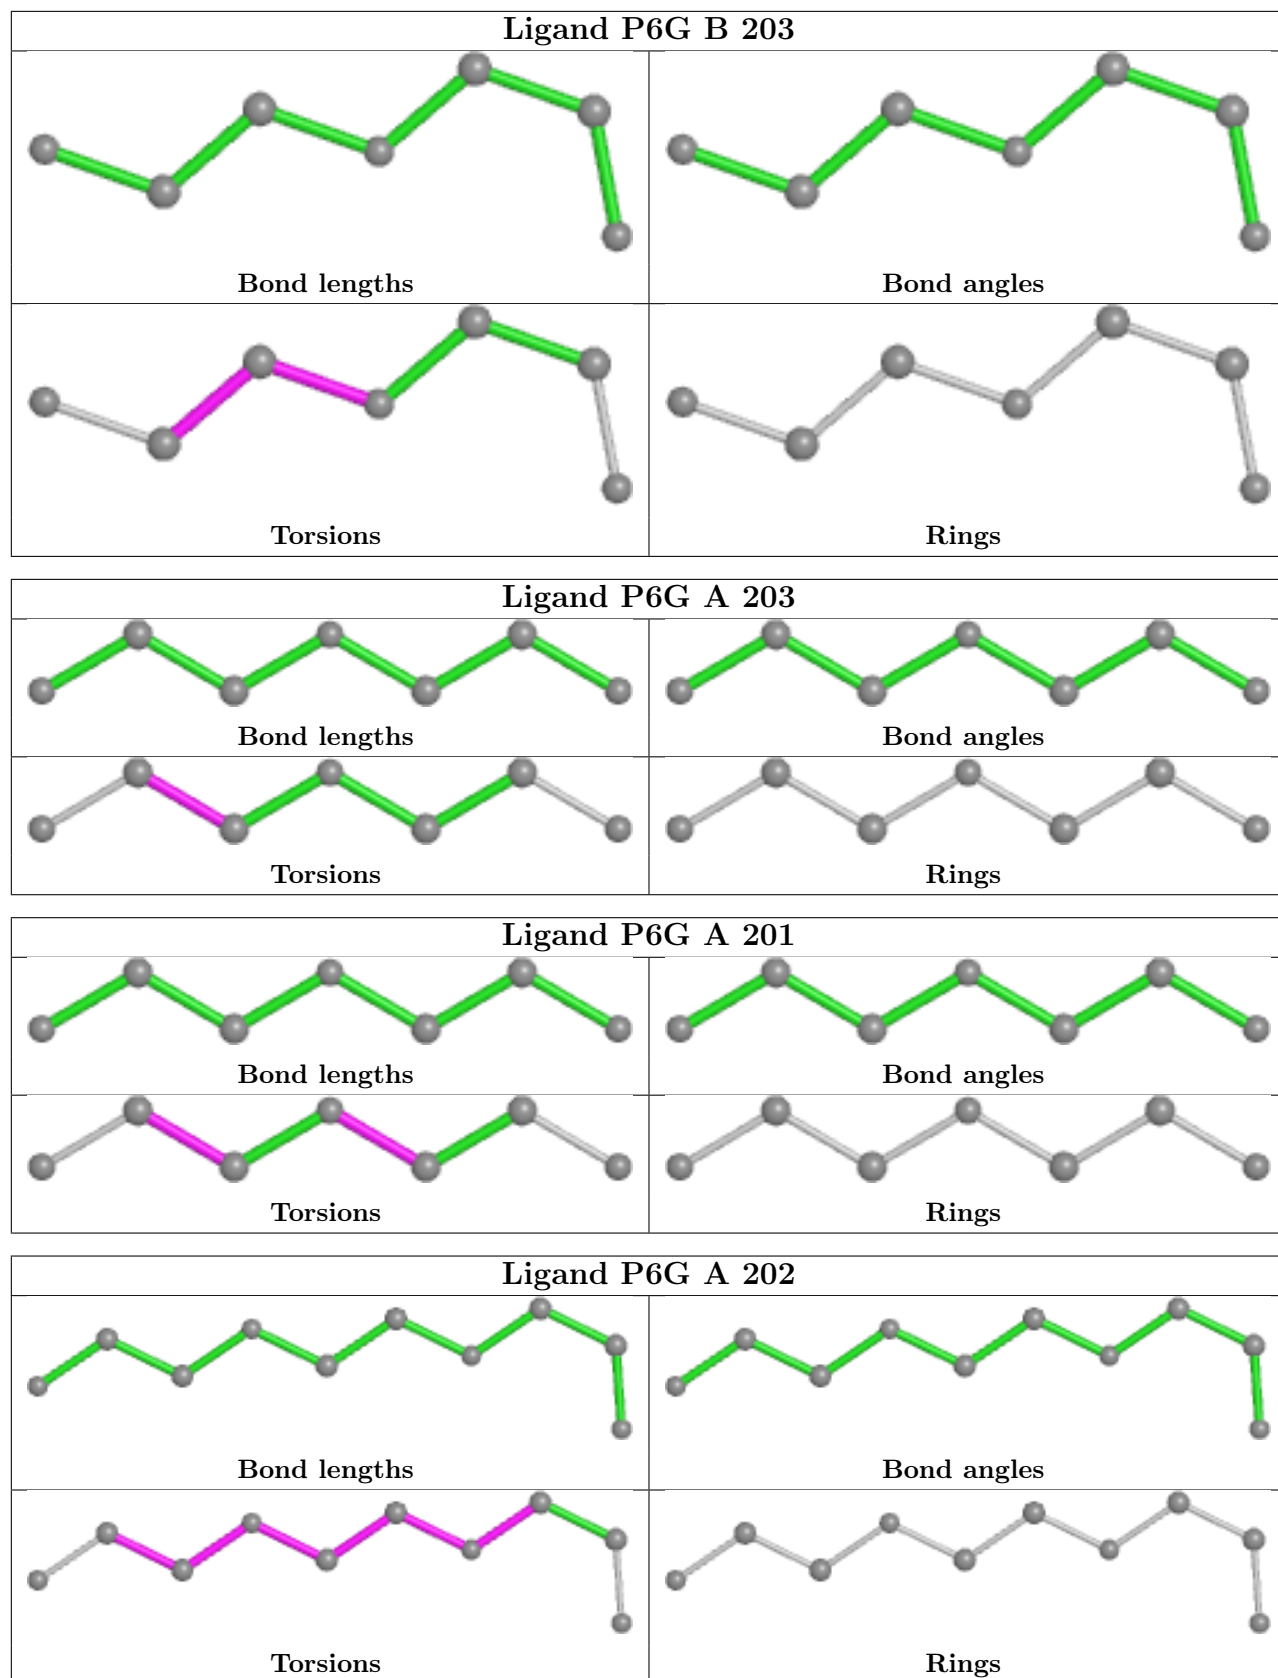 Ligand P6G B 203
Bond lengths
Bond angles
Torsions
Rings
Ligand P6G A 203
Bond lengths
Bond angles
Torsions
Rings
Ligand P6G A 201
Bond lengths
Bond angles
Torsions
Rings
Ligand P6G A 202
Bond lengths
Bond angles
Torsions
Rings